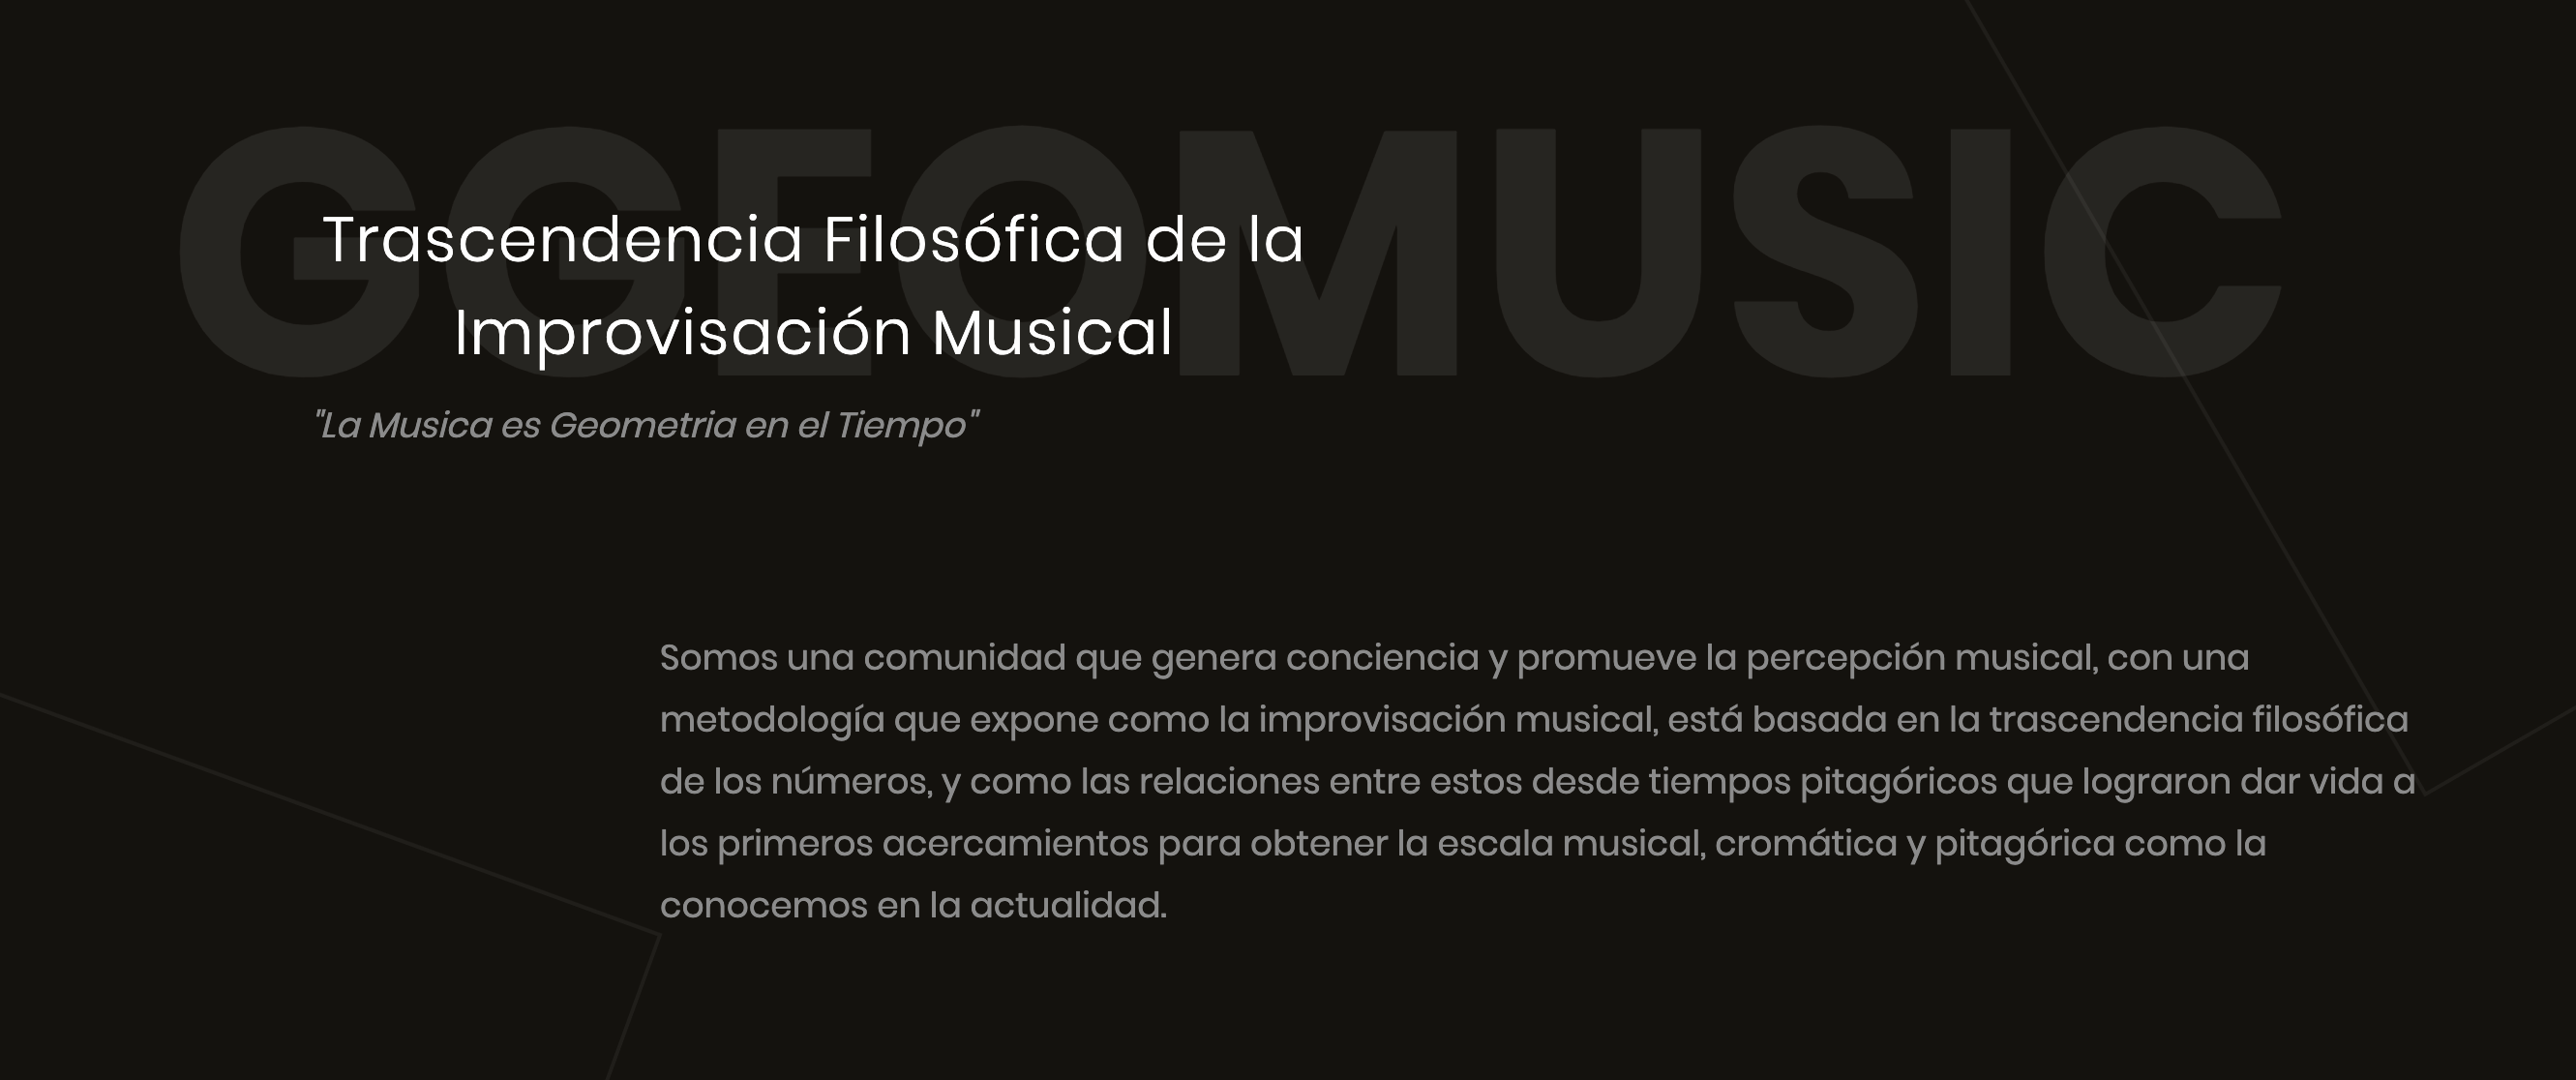 GGEOMUSIC
Trascendencia Filosófica de la
Improvisación Musical
"La Musica es Geometria en el Tiempo"
Somos una comunidad que genera conciencia y promueve la percepción musical, con una
metodología que expone como la improvisación musical, está basada en la trascendencia filosófica
de los números, y como las relaciones entre estos desde tiempos pitagóricos que lograron dar vida a
los primeros acercamientos para obtener la escala musical, cromática y pitagórica como la
conocemos en la actualidad.